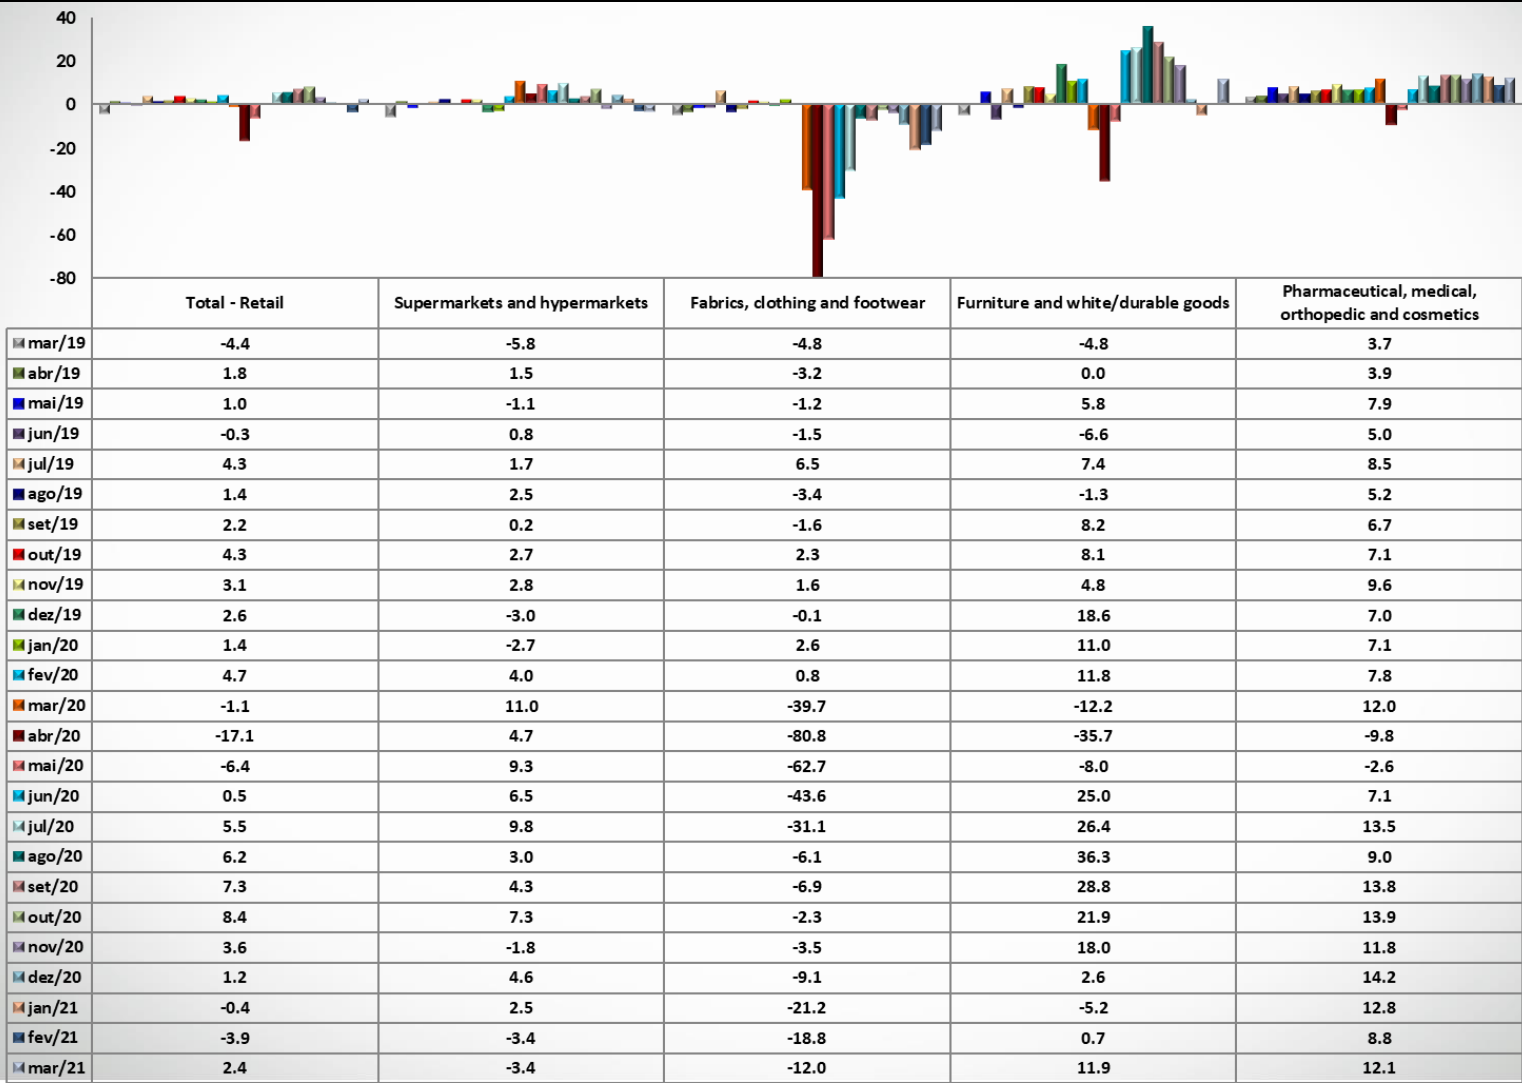 40
20
0
-20
-40
-60
-80
Total - Retail Supermarkets and hypermarkets Fabrics, clothing and footwear Furniture and white/durable goods Pharmaceutical, medical,
orthopedic and cosmetics
mar/19 -4.4 -5.8 -4.8 -4.8 3.7
abr/19 1.8 1.5 -3.2 0.0 3.9
mai/19 1.0 -1.1 -1.2 5.8 7.9
jun/19 -0.3 0.8 -1.5 -6.6 5.0
jul/19 4.3 1.7 6.5 7.4 8.5
ago/19 1.4 2.5 -3.4 -1.3 5.2
set/19 2.2 0.2 -1.6 8.2 6.7
out/19 4.3 2.7 2.3 8.1 7.1
nov/19 3.1 2.8 1.6 4.8 9.6
dez/19 2.6 -3.0 -0.1 18.6 7.0
jan/20 1.4 -2.7 2.6 11.0 7.1
fev/20 4.7 4.0 0.8 11.8 7.8
mar/20 -1.1 11.0 -39.7 -12.2 12.0
abr/20 -17.1 4.7 -80.8 -35.7 -9.8
mai/20 -6.4 9.3 -62.7 -8.0 -2.6
jun/20 0.5 6.5 -43.6 25.0 7.1
jul/20 5.5 9.8 -31.1 26.4 13.5
ago/20 6.2 3.0 -6.1 36.3 9.0
set/20 7.3 4.3 -6.9 28.8 13.8
out/20 8.4 7.3 -2.3 21.9 13.9
nov/20 3.6 -1.8 -3.5 18.0 11.8
dez/20 1.2 4.6 -9.1 2.6 14.2
jan/21 -0.4 2.5 -21.2 -5.2 12.8
fev/21 -3.9 -3.4 -18.8 0.7 8.8
mar/21 2.4 -3.4 -12.0 11.9 12.1